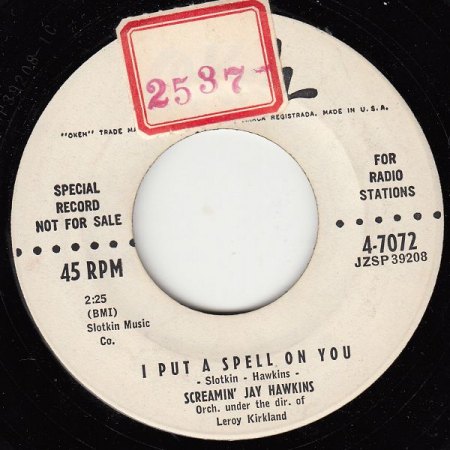 2537-
"OKEH" TRADE MA
CA REGISTRADA. MADE IN U.S.A.
SPECIAL
RECORD
NOT FOR SALE
FOR
RADIO
STATIONS
45 RPM
4-7072
JZSP 39208
2:25
(BMI)
Slotkin Music
Co.
I PUT A SPELL ON YOU
- Slotkin - Hawkins -
SCREAMIN' JAY HAWKINS
Orch. under the dir. of
Leroy Kirkland